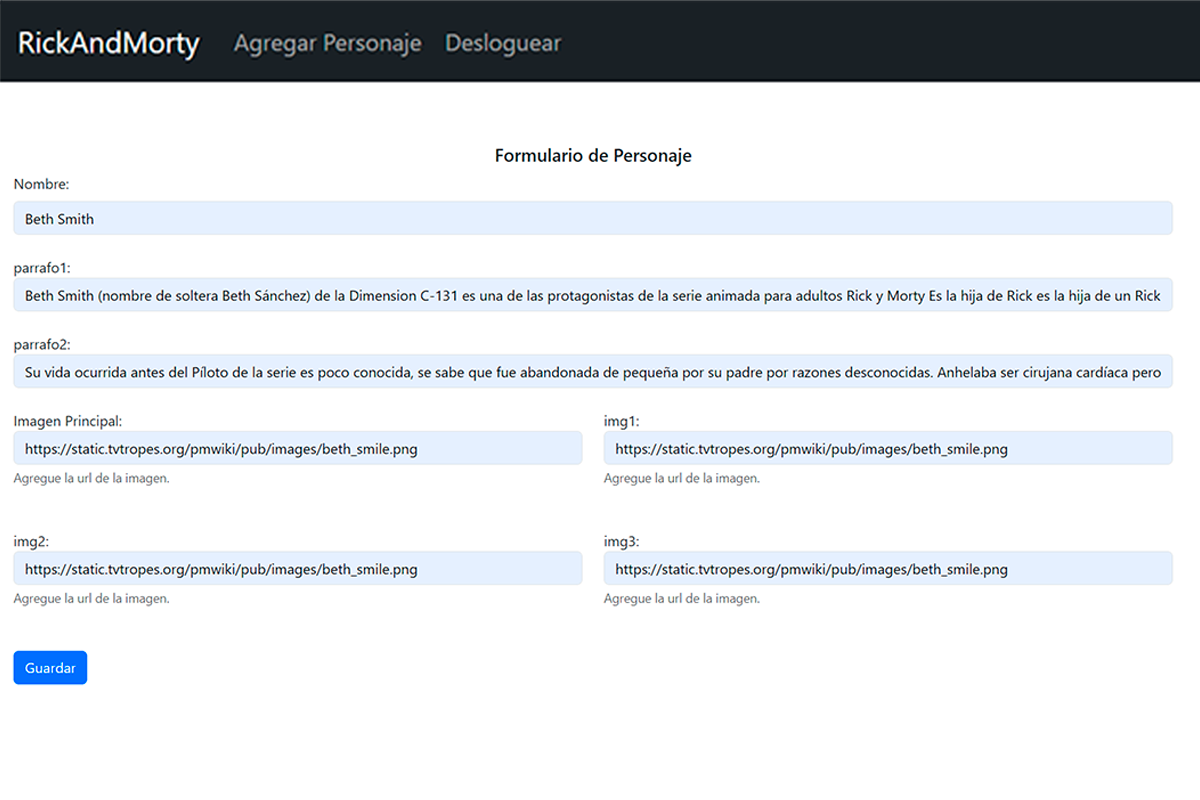 RickAndMorty Agregar Personaje Desloguear
Formulario de Personaje
Nombre:
Beth Smith
parrafo1:
Beth Smith (nombre de soltera Beth Sánchez) de la Dimension C-131 es una de las protagonistas de la serie animada para adultos Rick y Morty Es la hija de Rick es la hija de un Rick
parrafo2:
Su vida ocurrida antes del Píloto de la serie es poco conocida, se sabe que fue abandonada de pequeña por su padre por razones desconocidas. Anhelaba ser cirujana cardíaca pero
Imagen Principal: img1:
https://static.tvtropes.org/pmwiki/pub/images/beth_smile.png https://static.tvtropes.org/pmwiki/pub/images/beth_smile.png
Agregue la url de la imagen. Agregue la url de la imagen.
img2: img3:
https://static.tvtropes.org/pmwiki/pub/images/beth_smile.png https://static.tvtropes.org/pmwiki/pub/images/beth_smile.png
Agregue la url de la imagen. Agregue la url de la imagen.
Guardar